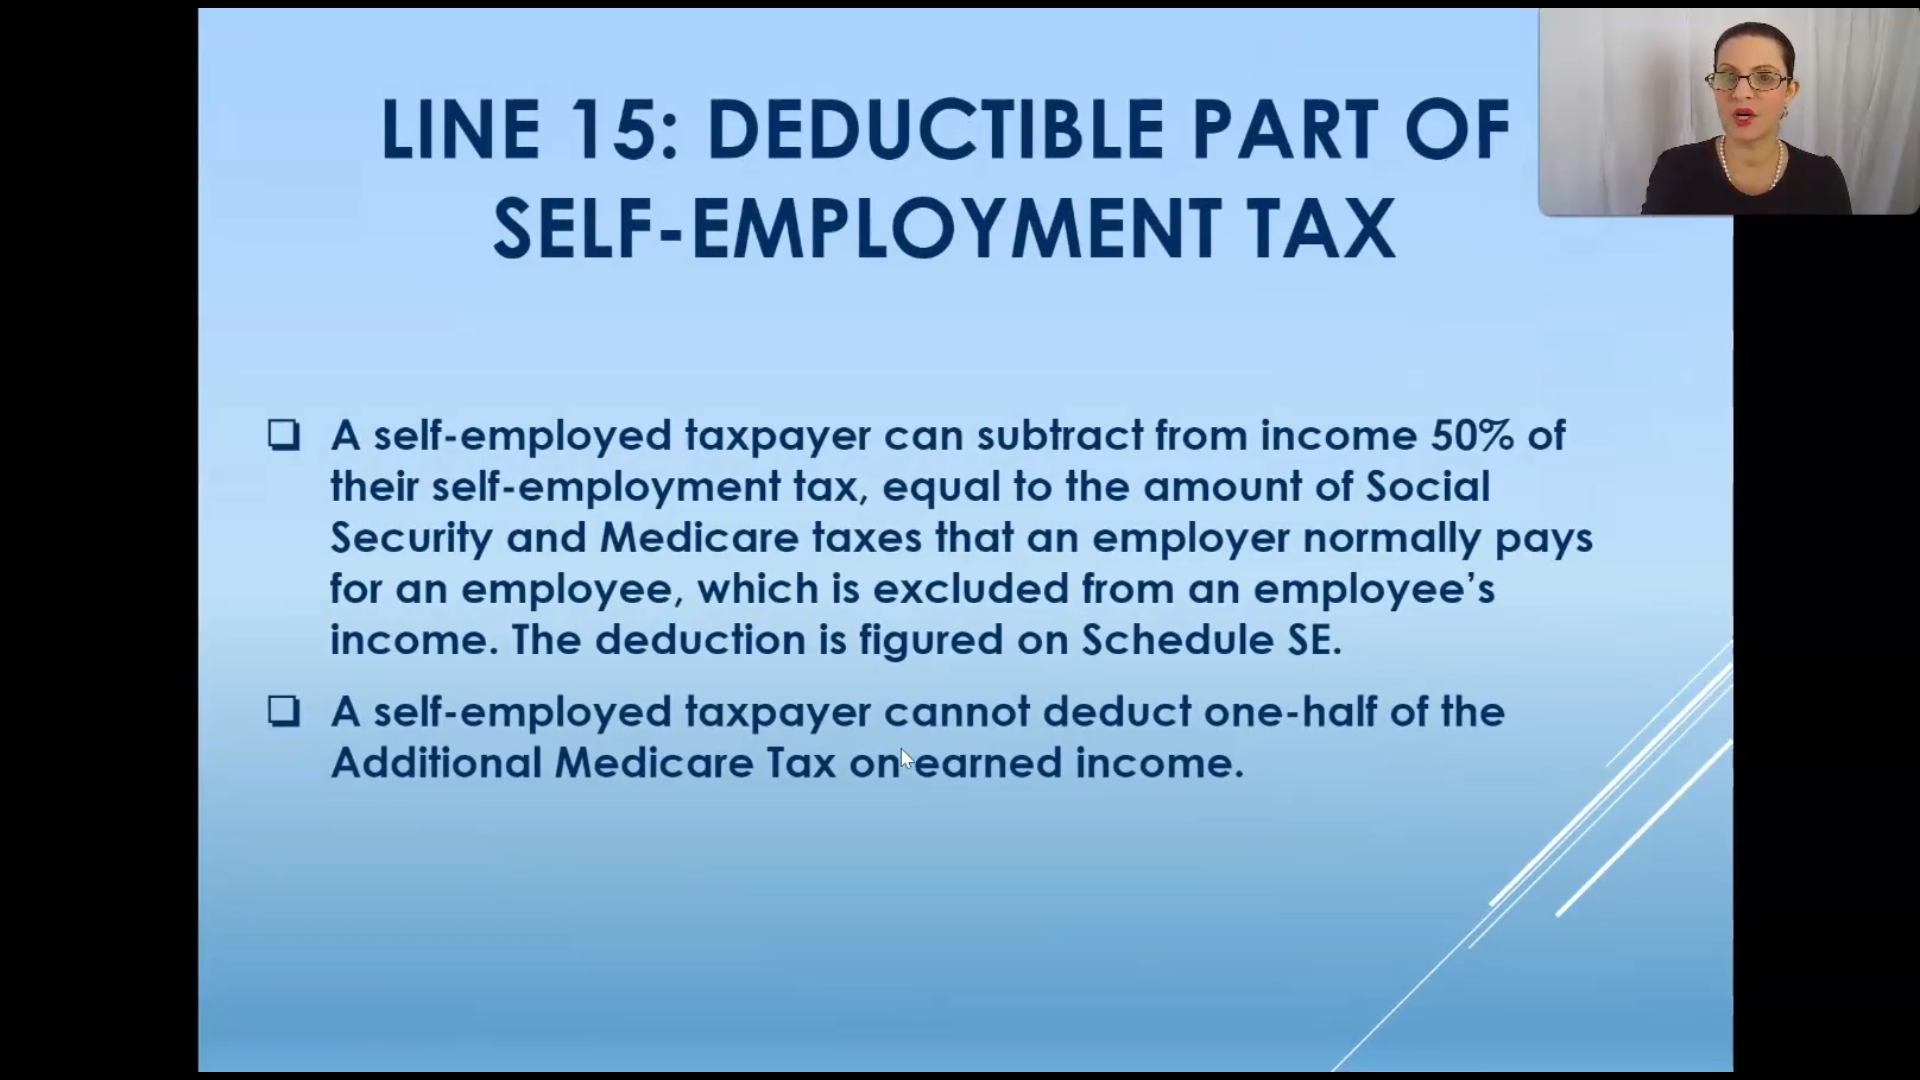 LINE 15: DEDUCTIBLE PART OF
SELF-EMPLOYMENT TAX
A self-employed taxpayer can subtract from income 50% of
their self-employment tax, equal to the amount of Social
Security and Medicare taxes that an employer normally pays
for an employee, which is excluded from an employee’s
income. The deduction is figured on Schedule SE.
A self-employed taxpayer cannot deduct one-half of the
Additional Medicare Tax on earned income.